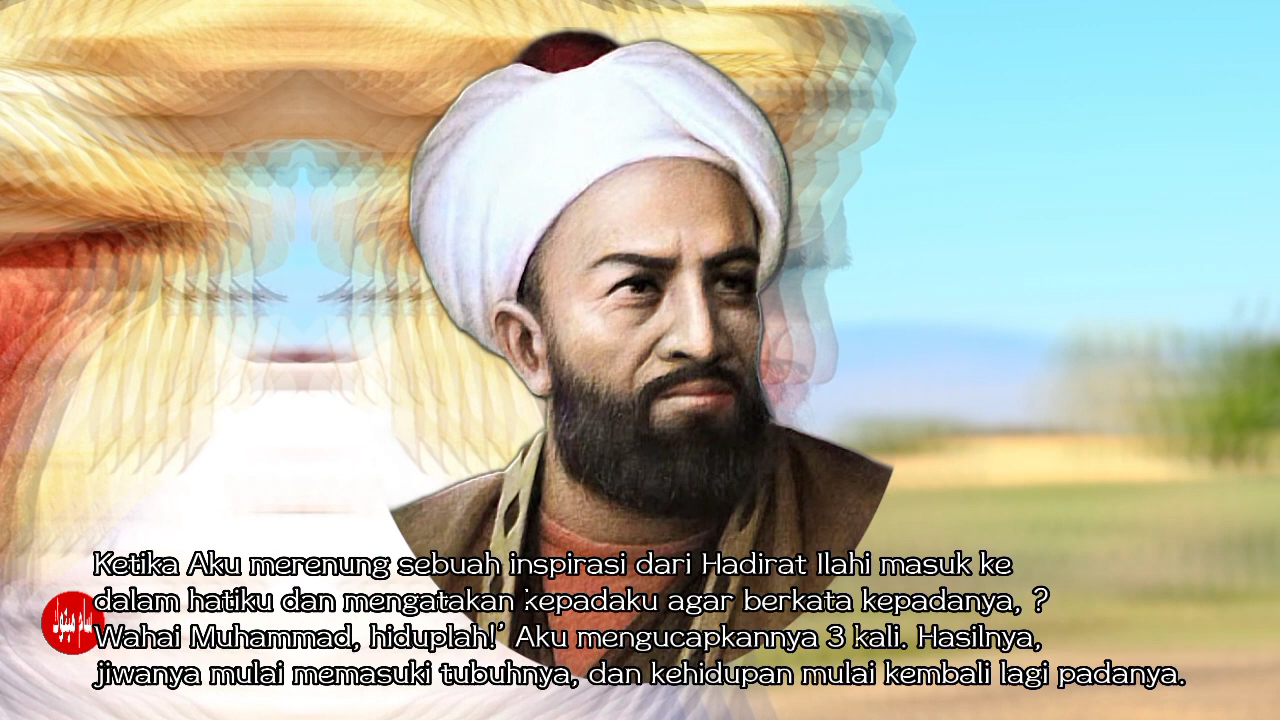 Ketika Aku merenung sebuah inspirasi dari Hadirat Ilahi masuk ke
dalam hatiku dan mengatakan kepadaku agar berkata kepadanya, ?
Wahai Muhammad, hiduplah!’ Aku mengucapkannya 3 kali. Hasilnya,
jiwanya mulai memasuki tubuhnya, dan kehidupan mulai kembali lagi padanya.